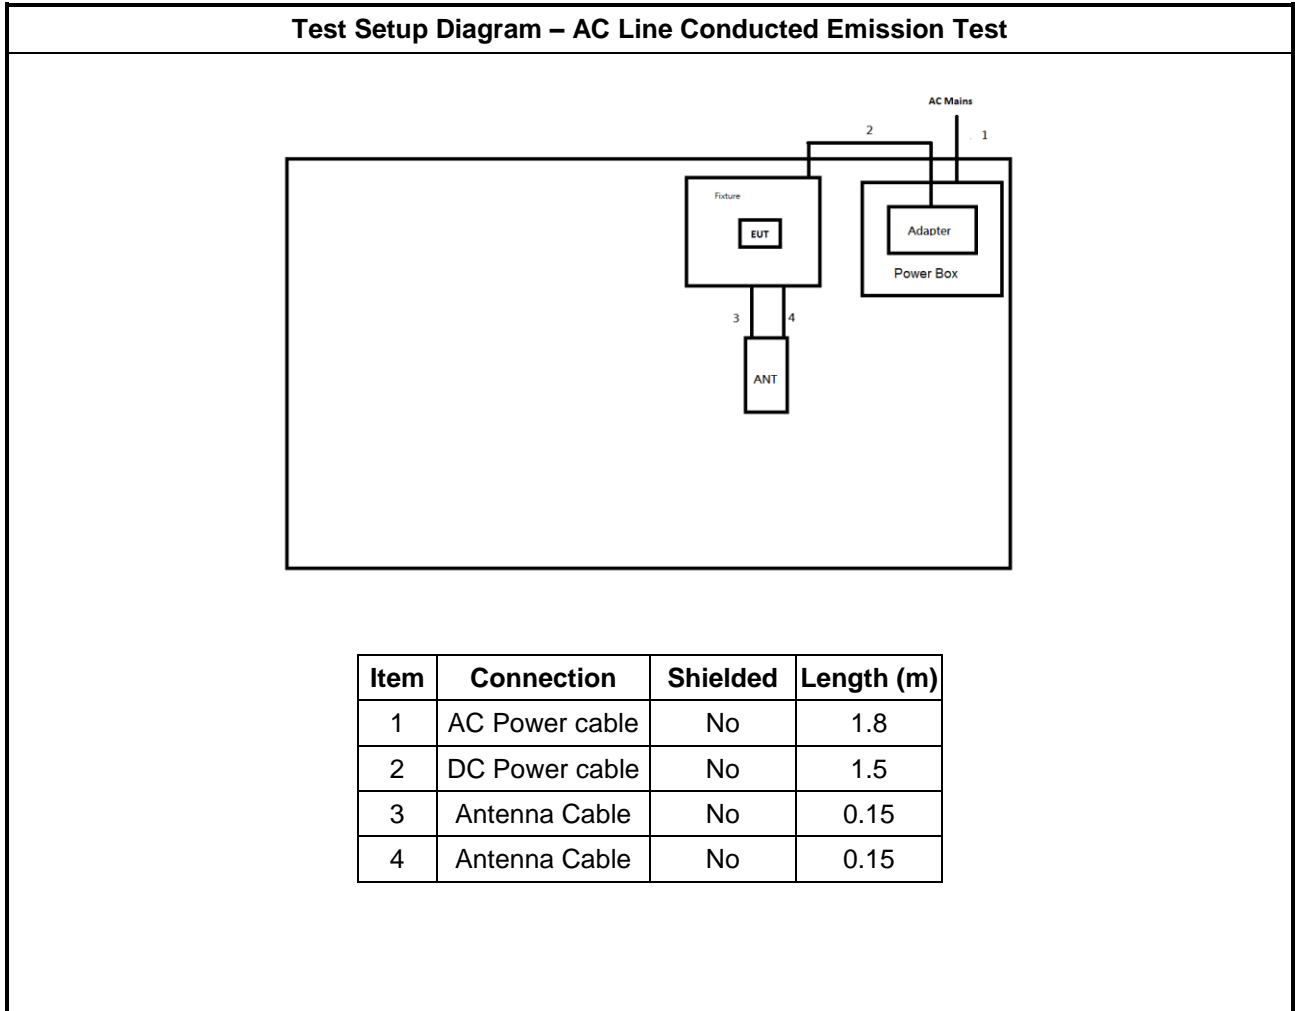 Test Setup Diagram – AC Line Conducted Emission Test
AC Mains
2
1
Fixture
EUT
Adapter
Power Box
3
4
ANT
Item Connection Shielded Length (m)
1 AC Power cable No 1.8
2 DC Power cable No 1.5
3 Antenna Cable No 0.15
4 Antenna Cable No 0.15